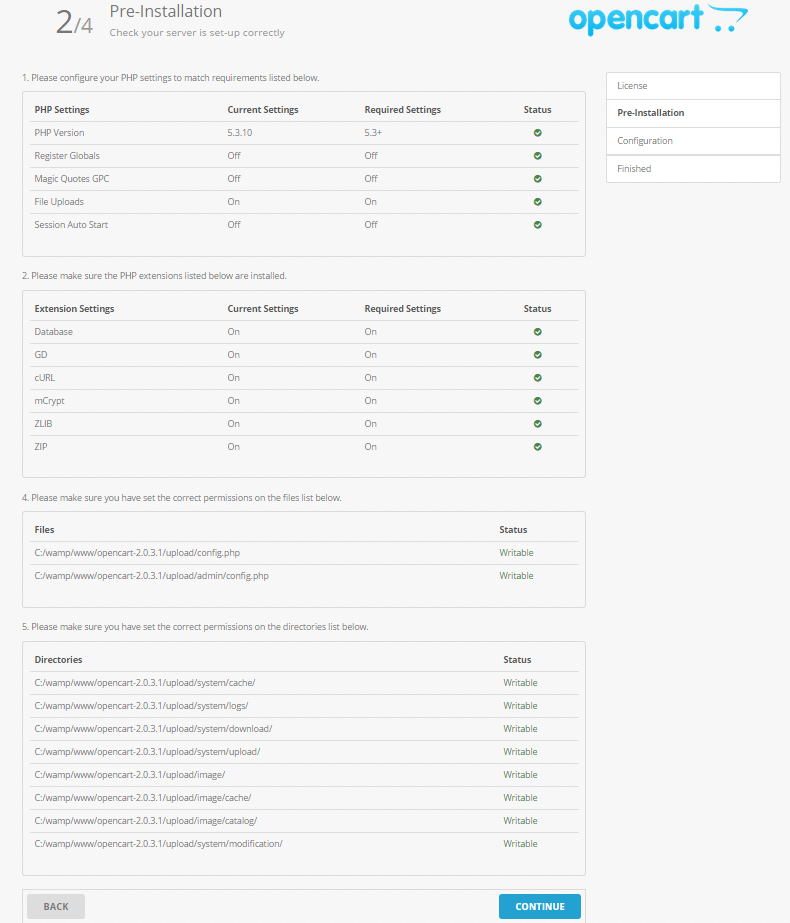 2/4
Pre-Installation
Check your server is set-up correctly
opencart
1. Please configure your PHP settings to match requirements listed below.
PHP Settings Current Settings Required Settings Status
PHP Version 5.3.10 5.3+
Register Globals Off Off
Magic Quotes GPC Off Off
File Uploads On On
Session Auto Start Off Off
2. Please make sure the PHP extensions listed below are installed.
Extension Settings Current Settings Required Settings Status
Database On On
GD On On
cURL On On
mCrypt On On
ZLIB On On
ZIP On On
4. Please make sure you have set the correct permissions on the files list below.
Files Status
C:/wamp/www/opencart-2.0.3.1/upload/config.php Writable
C:/wamp/www/opencart-2.0.3.1/upload/admin/config.php Writable
5. Please make sure you have set the correct permissions on the directories list below.
Directories Status
C:/wamp/www/opencart-2.0.3.1/upload/system/cache/ Writable
C:/wamp/www/opencart-2.0.3.1/upload/system/logs/ Writable
C:/wamp/www/opencart-2.0.3.1/upload/system/download/ Writable
C:/wamp/www/opencart-2.0.3.1/upload/system/upload/ Writable
C:/wamp/www/opencart-2.0.3.1/upload/image/ Writable
C:/wamp/www/opencart-2.0.3.1/upload/image/cache/ Writable
C:/wamp/www/opencart-2.0.3.1/upload/image/catalog/ Writable
C:/wamp/www/opencart-2.0.3.1/upload/system/modification/ Writable
BACK CONTINUE
License
Pre-Installation
Configuration
Finished